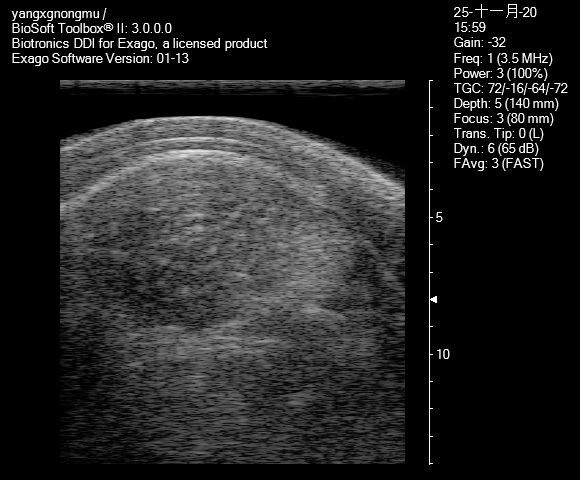 yangxgnongmu /
BioSoft Toolbox® II: 3.0.0.0
Biotronics DDI for Exago, a licensed product
Exago Software Version: 01-13
25-十一月-20
15:59
Gain: -32
Freq: 1 (3.5 MHz)
Power: 3 (100%)
TGC: 72/-16/-64/-72
Depth: 5 (140 mm)
Focus: 3 (80 mm)
Trans. Tip: 0 (L)
Dyn.: 6 (65 dB)
FAvg: 3 (FAST)
5
10